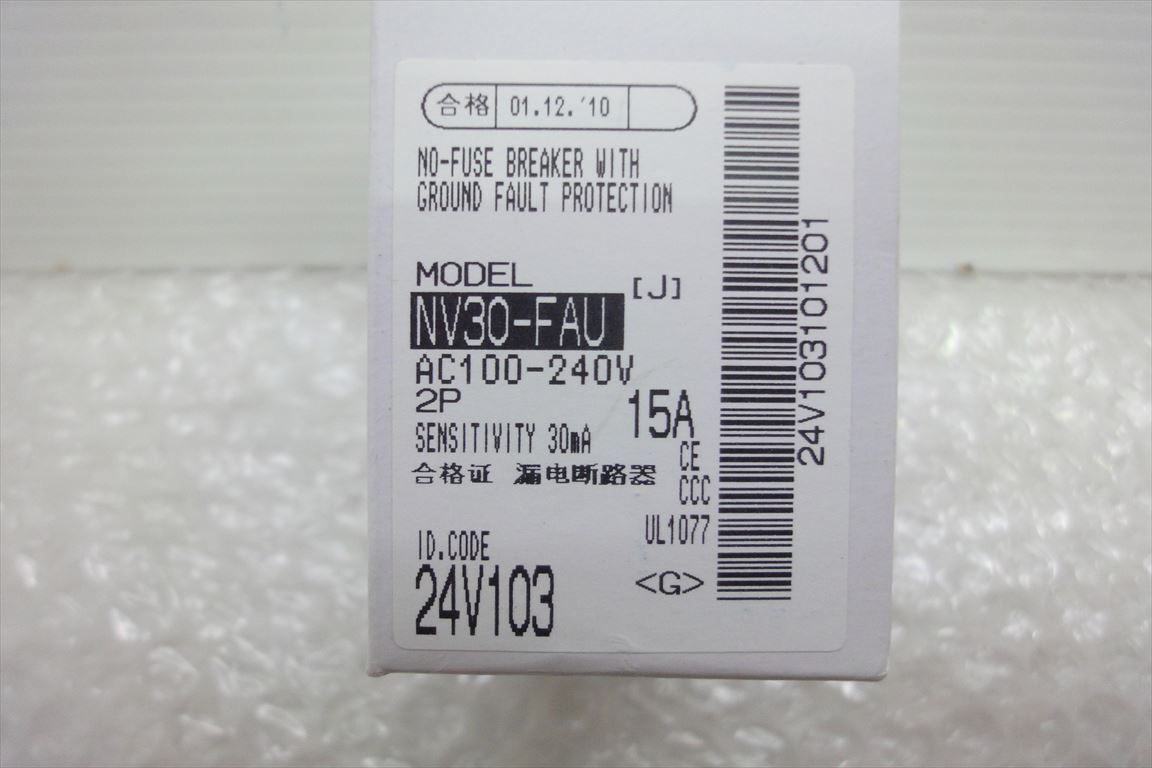 合格 01.12.'10
NO-FUSE BREAKER WITH
GROUND FAULT PROTECTION
MODEL [J]
NV30-FAU
AC100-240V
2P 15A
SENSITIVITY 30mA
CE
合格证 漏电断路器
CCC
UL1077
ID.CODE
24V103 <G>
24V103101201